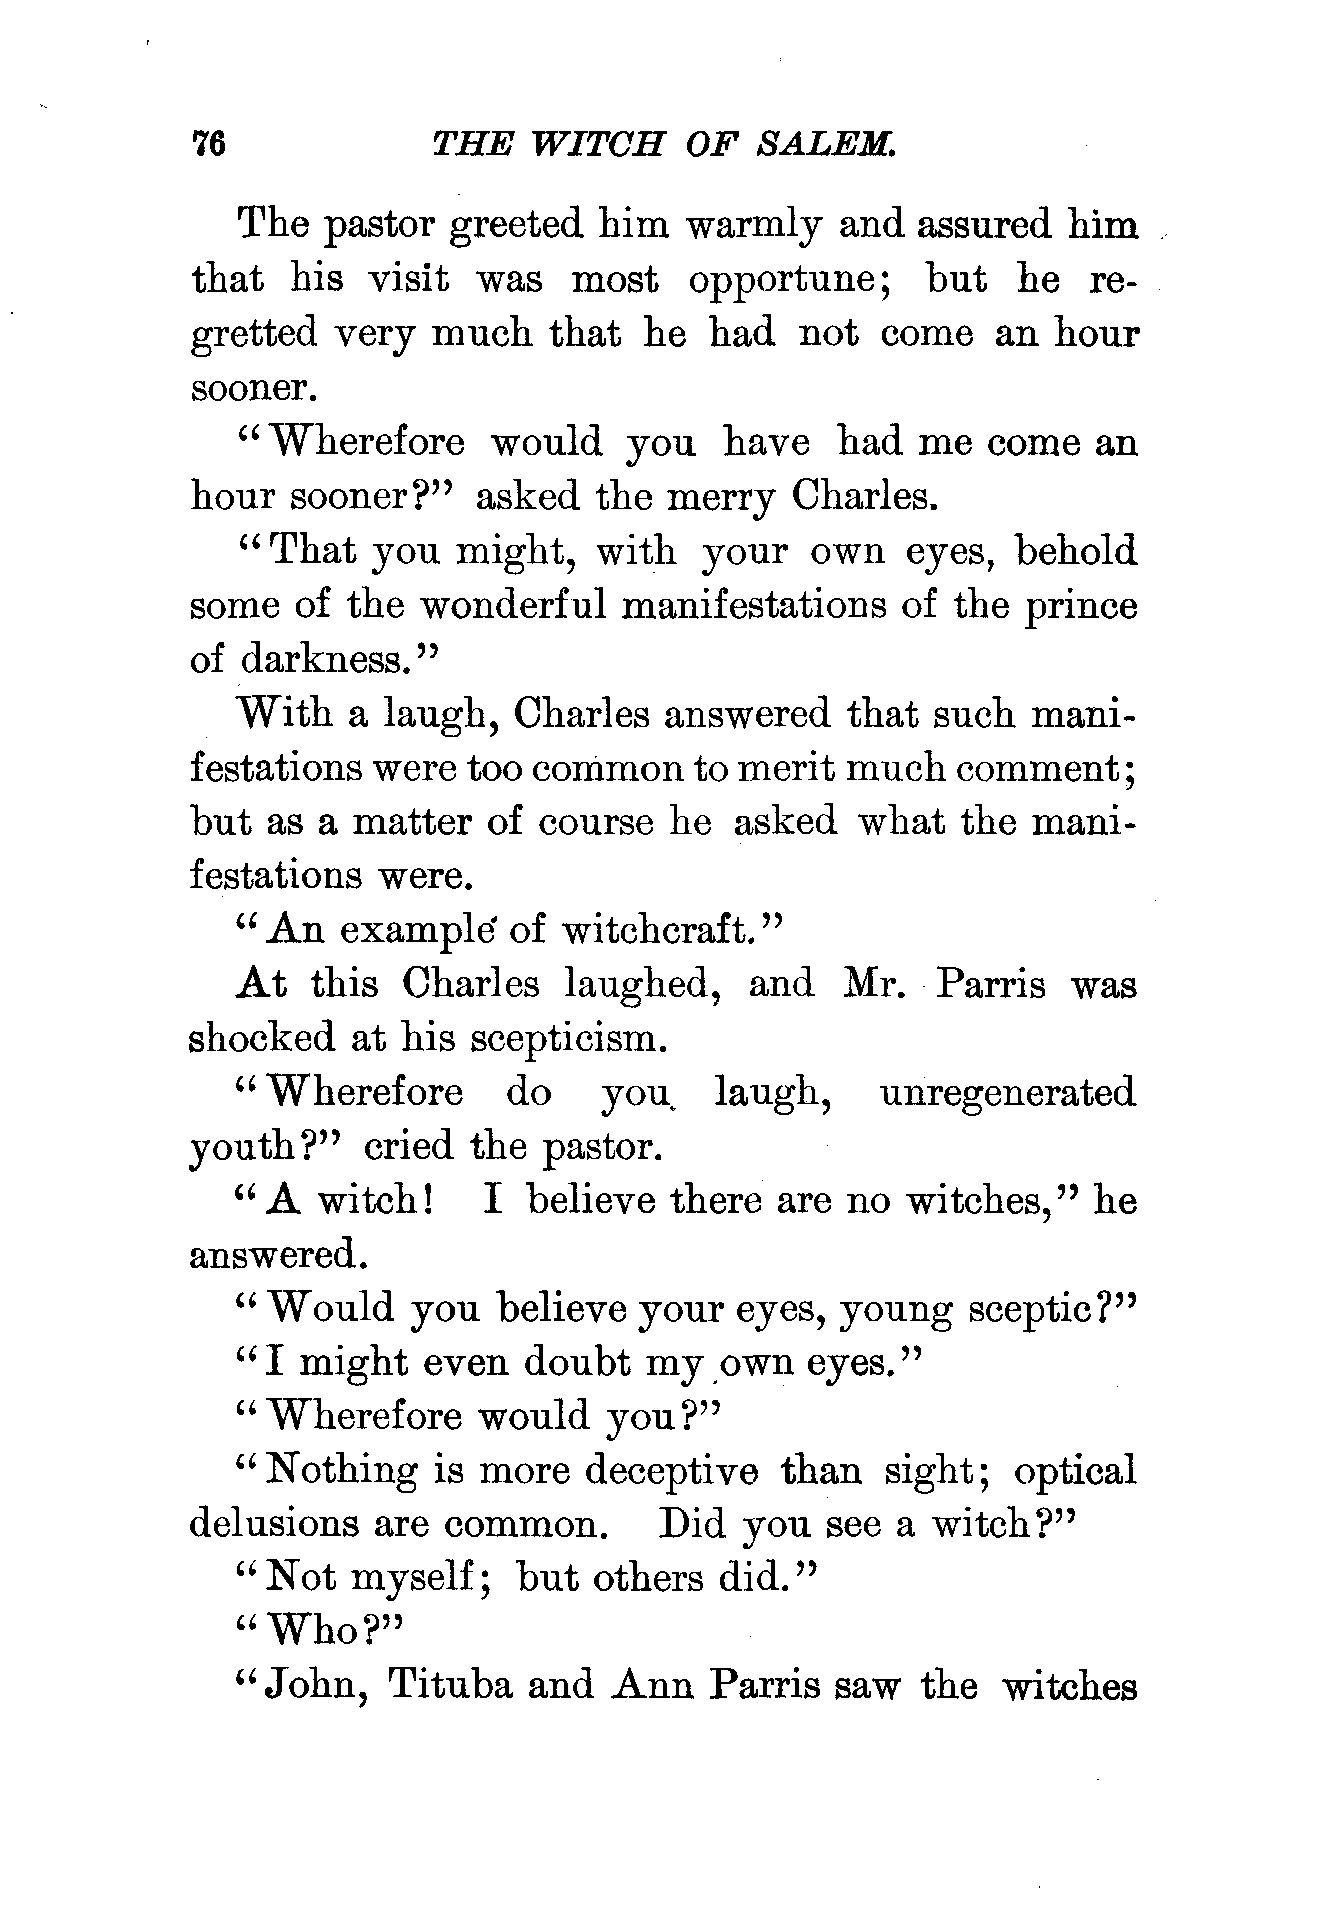 76 THE WITCH OF SALEM.
The pastor greeted him warmly and assured him
that his visit was most opportune; but he re-
gretted very much that he had not come an hour
sooner.
"Wherefore would you have had me come an
hour sooner?" asked the merry Charles.
"That you might, with your own eyes, behold
some of the wonderful manifestations of the prince
of darkness."
With a laugh, Charles answered that such mani-
festations were too common to merit much comment;
but as a matter of course he asked what the mani-
festations were.
"An example of witchcraft."
At this Charles laughed, and Mr. Parris was
shocked at his scepticism.
"Wherefore do you laugh, unregenerated
youth?" cried the pastor.
"A witch! I believe there are no witches," he
answered.
"Would you believe your eyes, young sceptic?"
"I might even doubt my own eyes."
"Wherefore would you?"
"Nothing is more deceptive than sight; optical
delusions are common. Did you see a witch?"
"Not myself; but others did."
"Who?"
"John, Tituba and Ann Parris saw the witches